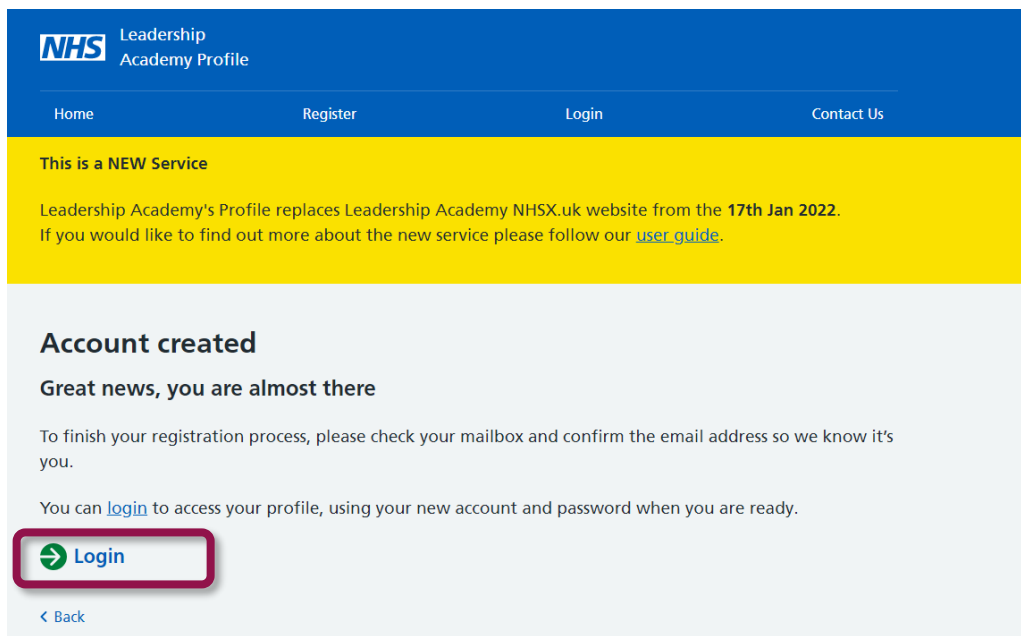 NHS Leadership
Academy Profile
Home Register Login Contact Us
This is a NEW Service
Leadership Academy's Profile replaces Leadership Academy NHSX.uk website from the 17th Jan 2022.
If you would like to find out more about the new service please follow our user guide.
Account created
Great news, you are almost there
To finish your registration process, please check your mailbox and confirm the email address so we know it’s
you.
You can login to access your profile, using your new account and password when you are ready.
Login
Back